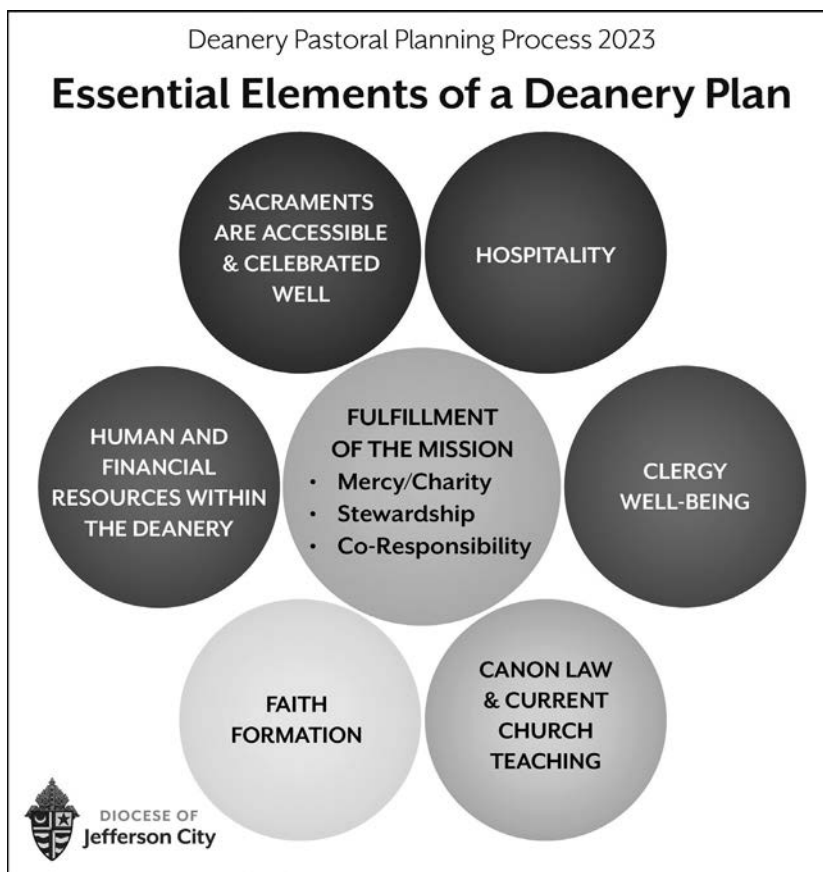 Deanery Pastoral Planning Process 2023
Essential Elements of a Deanery Plan
SACRAMENTS
ARE ACCESSIBLE
& CELEBRATED
WELL
HOSPITALITY
HUMAN AND
FINANCIAL
RESOURCES WITHIN
THE DEANERY
FULFILLMENT
OF THE MISSION
• Mercy/Charity
• Stewardship
• Co-Responsibility
CLERGY
WELL-BEING
FAITH
FORMATION
CANON LAW
& CURRENT
CHURCH
TEACHING
DIOCESE OF
Jefferson City